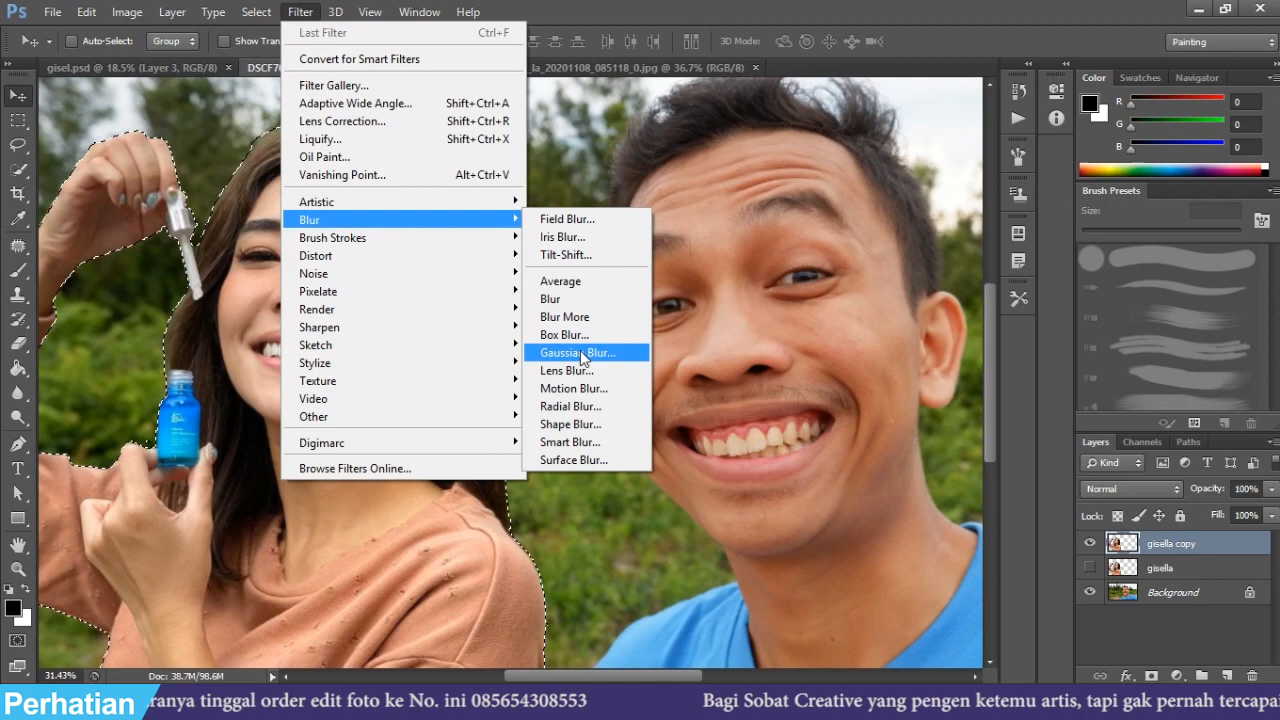 Ps File Edit Image Layer Type Select Filter 3D View Window Help
Auto-Select: Group Show Tran 3D Mode: Painting
gisel.psd @ 18.5% (Layer 3, RGB/8) × la_20201108_085118_0.jpg @ 36.7% (RGB/8) ×
Last Filter Ctrl+F
Convert for Smart Filters
Filter Gallery...
Adaptive Wide Angle... Shift+Ctrl+A
Lens Correction... Shift+Ctrl+R
Liquify... Shift+Ctrl+X
Oil Paint...
Vanishing Point... Alt+Ctrl+V
Artistic
Blur
Brush Strokes
Distort
Noise
Pixelate
Render
Sharpen
Sketch
Stylize
Texture
Video
Other
Digimarc
Browse Filters Online...
Field Blur...
Iris Blur...
Tilt-Shift...
Average
Blur
Blur More
Box Blur...
Gaussian Blur...
Lens Blur...
Motion Blur...
Radial Blur...
Shape Blur...
Smart Blur...
Surface Blur...
Color Swatches Navigator
R 0
G 0
B 0
Brush Presets
Size:
Layers Channels Paths
Kind
Normal Opacity: 100%
Lock: Fill: 100%
gisella copy
gisella
Background
31.43% Doc: 38.7M/98.6M
Perhatian ranya tinggal order edit foto ke No. ini 085654308553 Bagi Sobat Creative yang pengen ketemu artis, tapi gak pernah tercapa